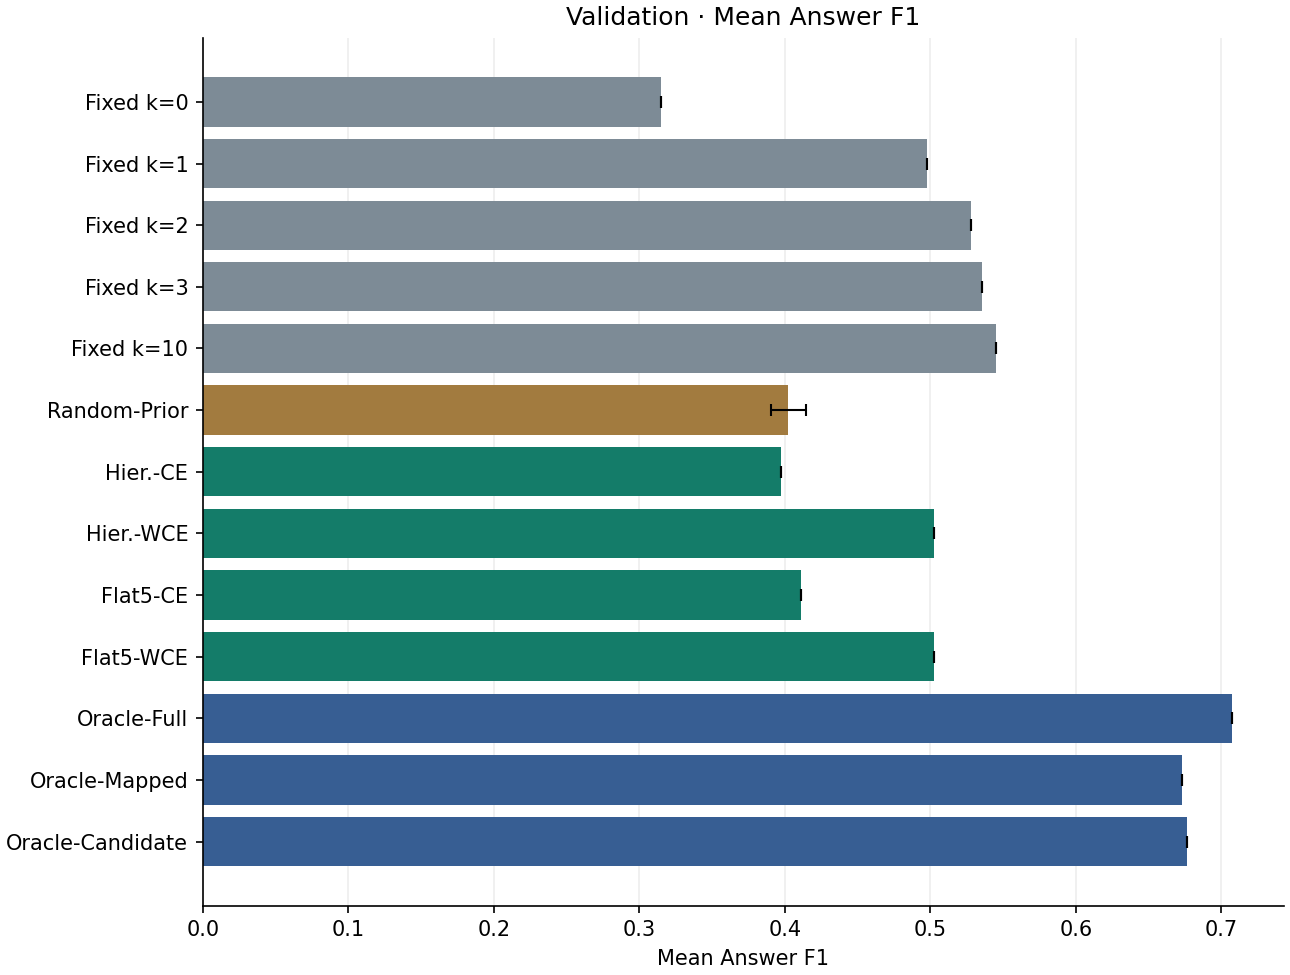 Validation · Mean Answer F1
Fixed k=0
Fixed k=1
Fixed k=2
Fixed k=3
Fixed k=10
Random-Prior
Hier.-CE
Hier.-WCE
Flat5-CE
Flat5-WCE
Oracle-Full
Oracle-Mapped
Oracle-Candidate
0.0 0.1 0.2 0.3 0.4 0.5 0.6 0.7
Mean Answer F1